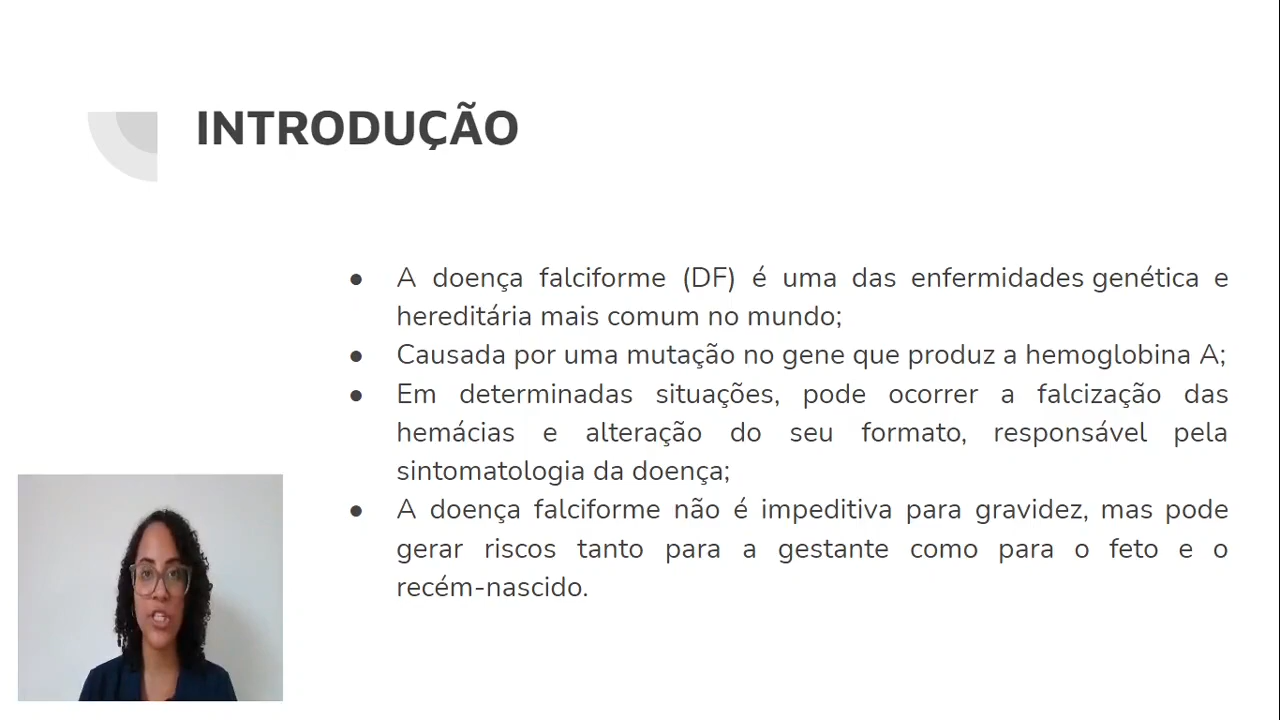 INTRODUÇÃO
● A doença falciforme (DF) é uma das enfermidades genética e
hereditária mais comum no mundo;
● Causada por uma mutação no gene que produz a hemoglobina A;
● Em determinadas situações, pode ocorrer a falcização das
hemácias e alteração do seu formato, responsável pela
sintomatologia da doença;
● A doença falciforme não é impeditiva para gravidez, mas pode
gerar riscos tanto para a gestante como para o feto e o
recém-nascido.